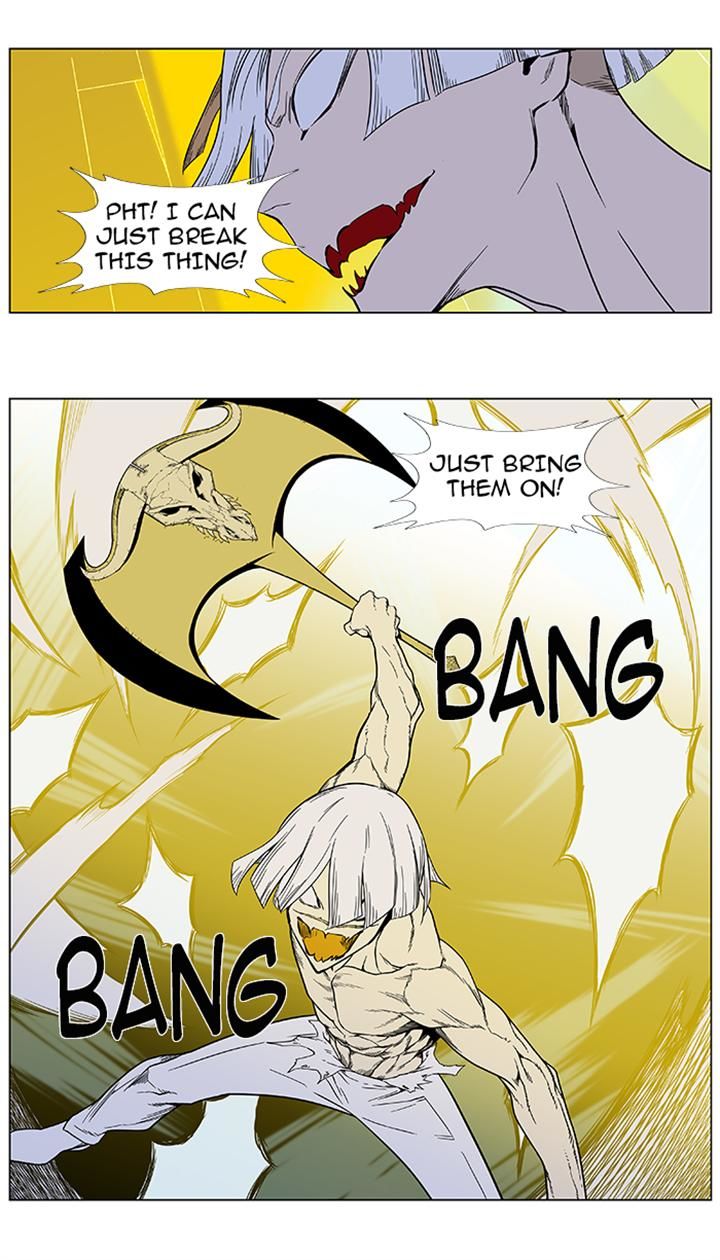 PHT! I CAN
JUST BREAK
THIS THING!
JUST BRING
THEM ON!
BANG
BANG